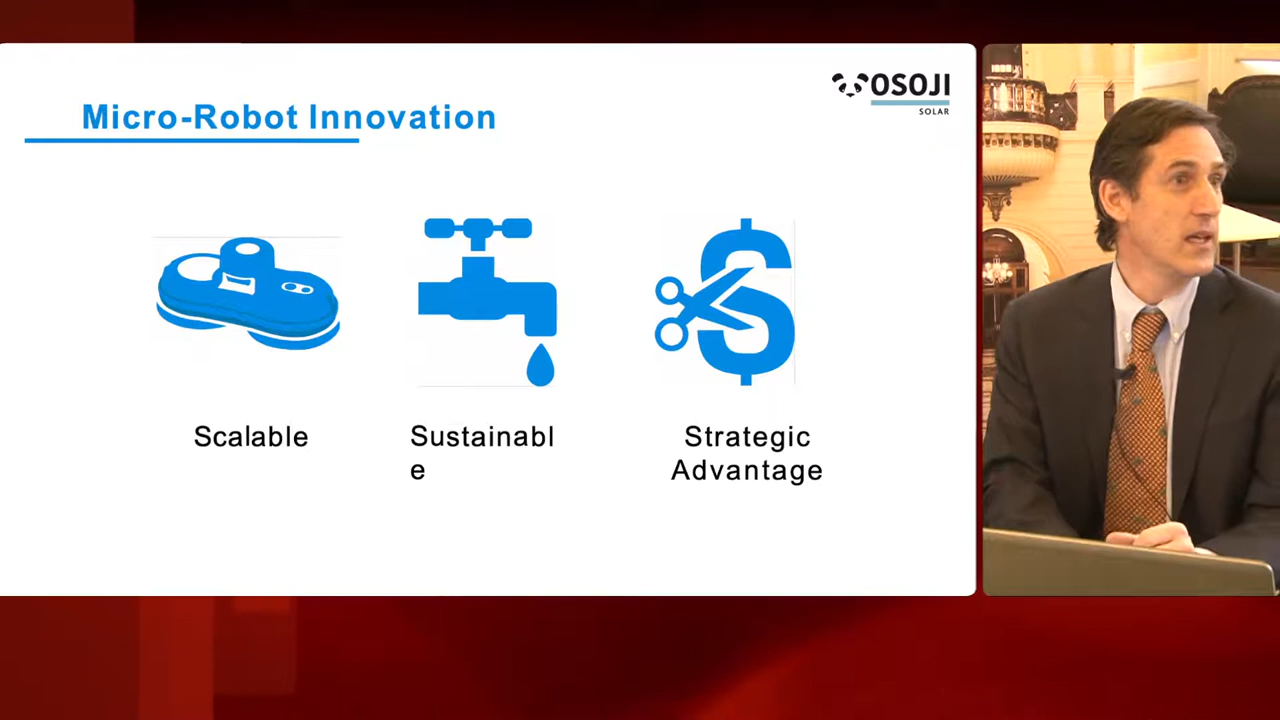 Micro-Robot Innovation
OSOJI
SOLAR
Scalable
Sustainabl
e
Strategic
Advantage